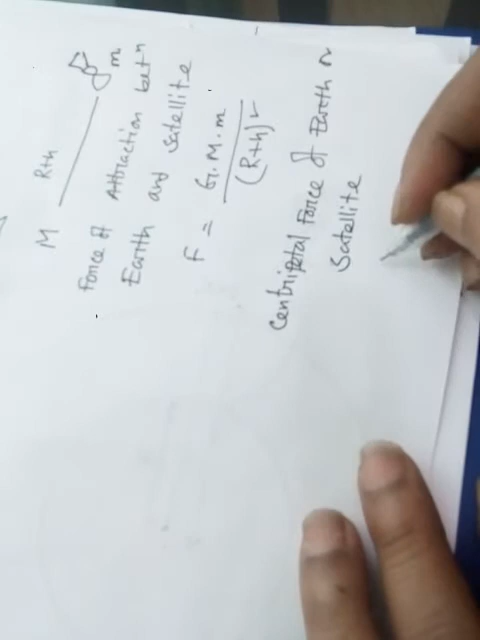 R+h
M m
Force of Attraction betⁿ
Earth and Satellite
F = G.M.m / (R+h)²
Centripetal Force of Earth n
Satellite